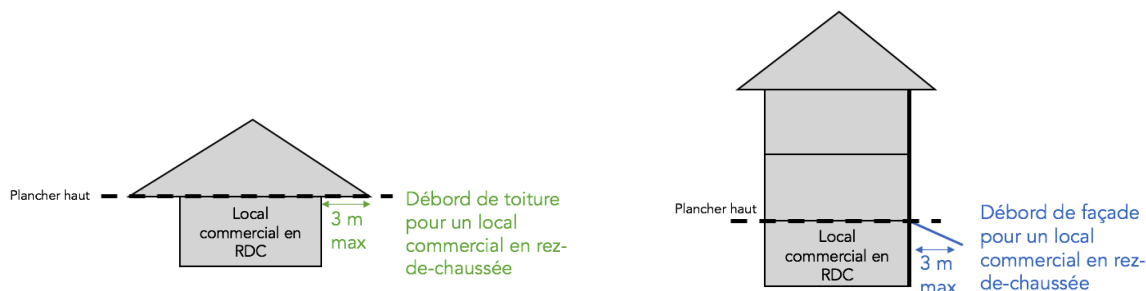 Plancher haut
Local
commercial en
RDC
3 m
max
Débord de toiture
pour un local
commercial en rez-
de-chaussée
Plancher haut
Local
commercial en
RDC
3 m
max
Débord de façade
pour un local
commercial en rez-
de-chaussée